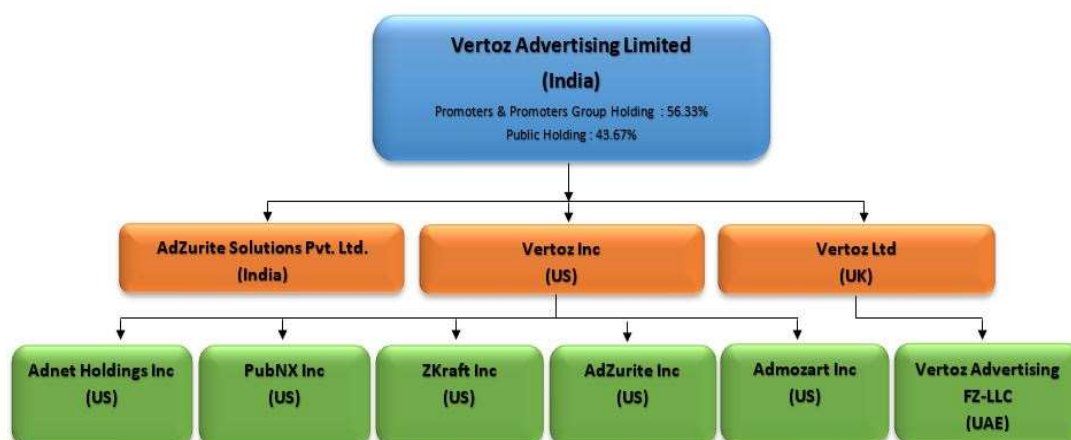 Vertoz Advertising Limited
(India)
Promoters & Promoters Group Holding : 56.33%
Public Holding : 43.67%
AdZurite Solutions Pvt. Ltd.
(India)
Vertoz Inc
(US)
Vertoz Ltd
(UK)
Adnet Holdings Inc
(US)
PubNX Inc
(US)
ZKraft Inc
(US)
AdZurite Inc
(US)
Admozart Inc
(US)
Vertoz Advertising
FZ-LLC
(UAE)